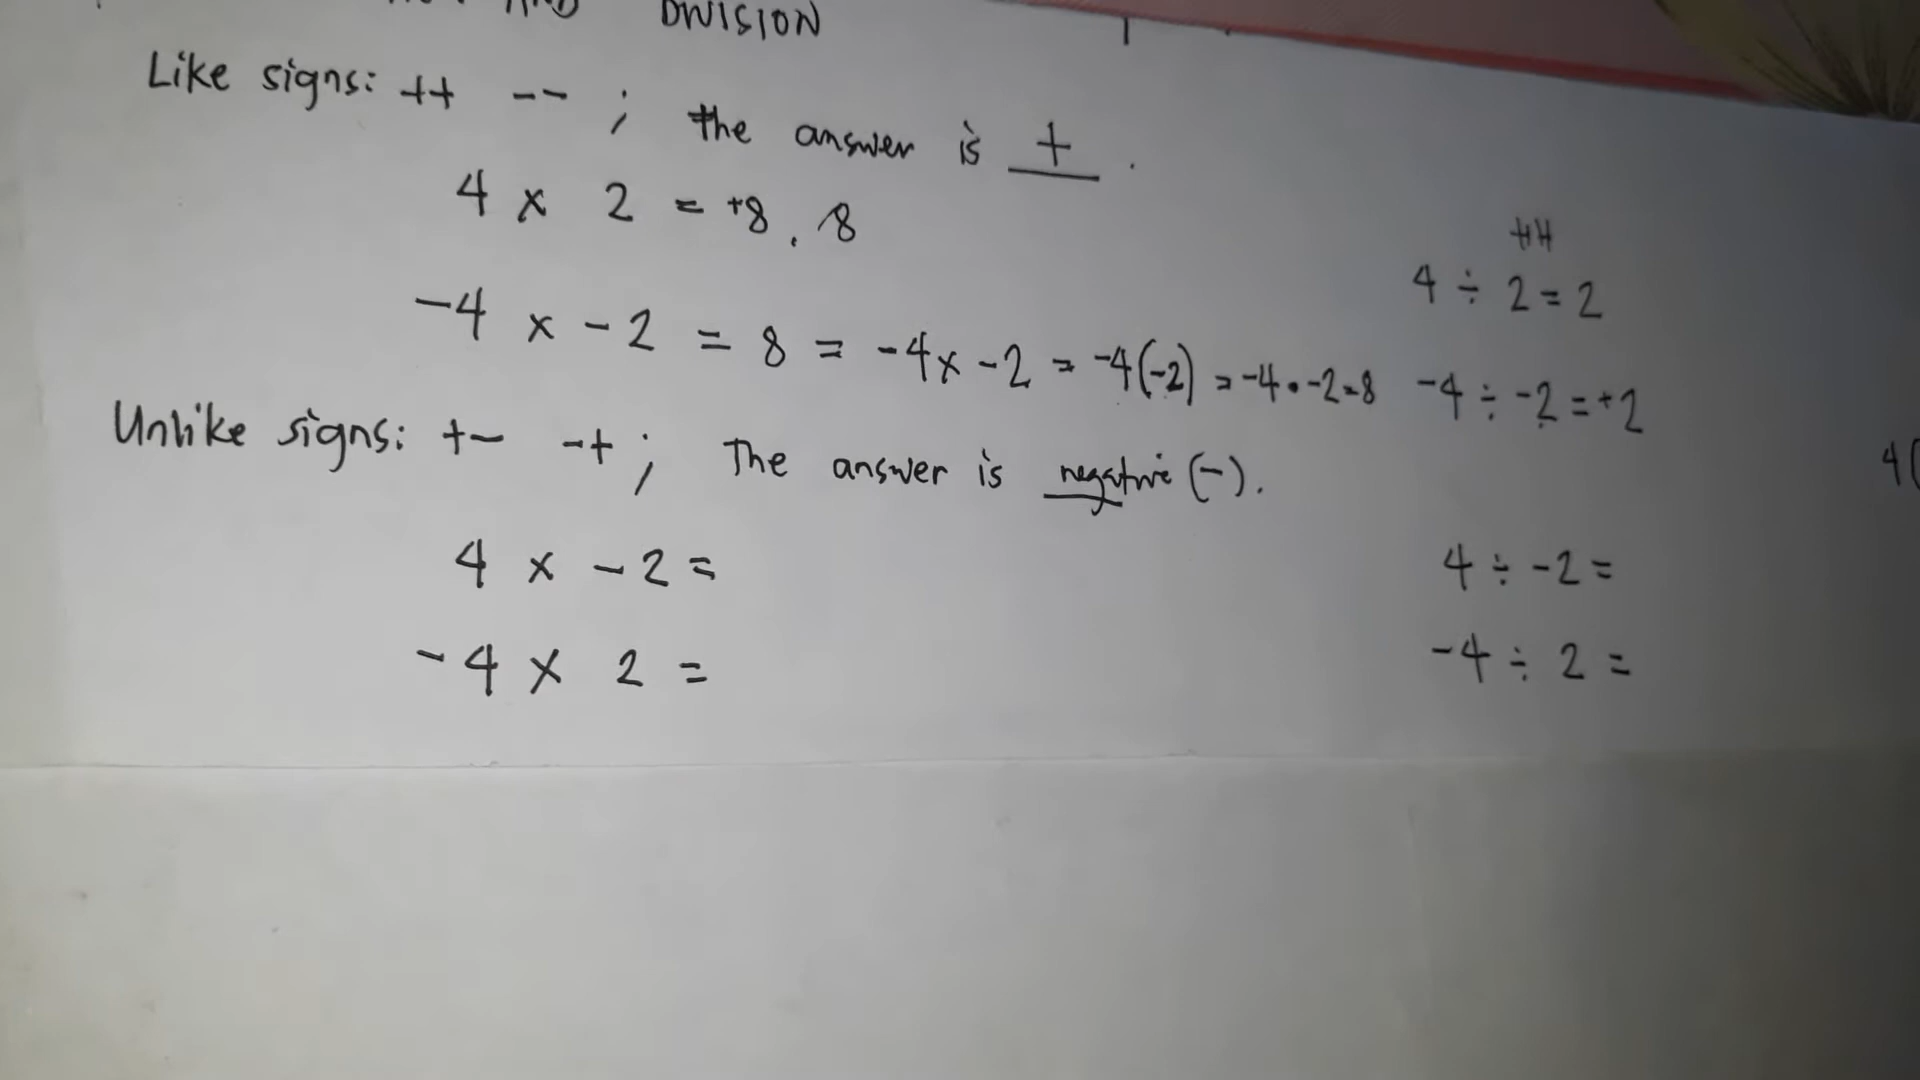 AND DIVISION
Like signs: ++ -- ; the answer is + .
4 x 2 = +8, 8
4 ÷ 2 = 2
-4 x -2 = 8 = -4x -2 = -4(-2) = -4 • -2 = 8
-4 ÷ -2 = +2
Unlike signs: +- -+ ; The answer is negative (-).
4(
4 x -2 =
4 ÷ -2 =
-4 x 2 =
-4 ÷ 2 =